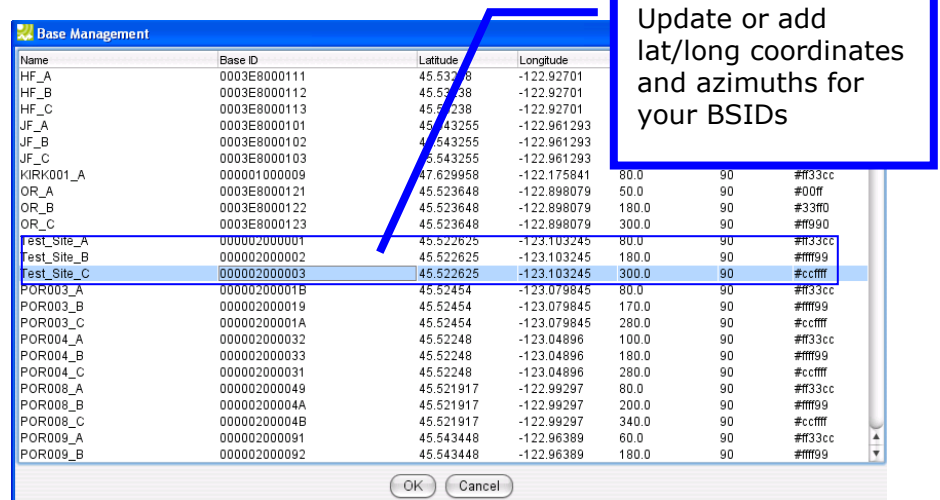 Base Management
Update or add
lat/long coordinates
and azimuths for
your BSIDs
Name Base ID Latitude Longitude
HF_A 0003E8000111 -122.92701
HF_B 0003E8000112 -122.92701
HF_C 0003E8000113 -122.92701
JF_A 0003E8000101 -122.961293
JF_B 0003E8000102 -122.961293
JF_C 0003E8000103 -122.961293
KIRK001_A 000001000009 47.629958 -122.175841 80.0 90 #ff33cc
OR_A 0003E8000121 45.523648 -122.898079 50.0 90 #00ff
OR_B 0003E8000122 45.523648 -122.898079 180.0 90 #33ff0
OR_C 0003E8000123 45.523648 -122.898079 300.0 90 #ff990
Test_Site_A 000002000001 45.522625 -123.103245 80.0 90 #ff33cc
Test_Site_B 000002000002 45.522625 -123.103245 180.0 90 #ffff99
Test_Site_C 000002000003 45.522625 -123.103245 300.0 90 #ccffff
POR003_A 00000200001B 45.52454 -123.079845 80.0 90 #ff33cc
POR003_B 000002000019 45.52454 -123.079845 170.0 90 #ffff99
POR003_C 00000200001A 45.52454 -123.079845 280.0 90 #ccffff
POR004_A 000002000032 45.52248 -123.04896 100.0 90 #ff33cc
POR004_B 000002000033 45.52248 -123.04896 180.0 90 #ffff99
POR004_C 000002000031 45.52248 -123.04896 280.0 90 #ccffff
POR008_A 000002000049 45.521917 -122.99297 80.0 90 #ff33cc
POR008_B 00000200004A 45.521917 -122.99297 200.0 90 #ffff99
POR008_C 00000200004B 45.521917 -122.99297 340.0 90 #ccffff
POR009_A 000002000091 45.543448 -122.96389 60.0 90 #ff33cc
POR009_B 000002000092 45.543448 -122.96389 180.0 90 #ffff99
OK Cancel